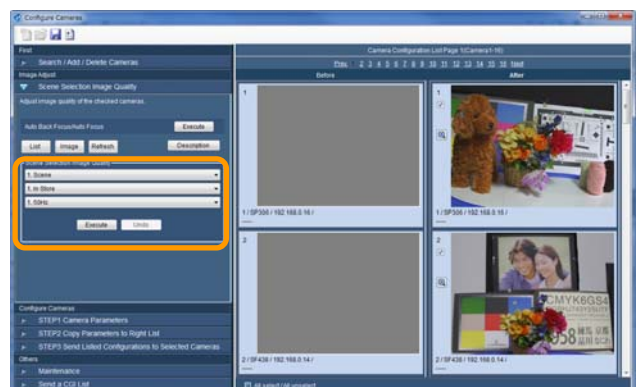 Configure Cameras
Find
Search / Add / Delete Cameras
Image Adjust
Scene Selection Image Quality
Adjust image quality of the checked cameras.
Auto Back Focus/Auto Focus
Execute
List
Image
Refresh
Description
Scene Selection Image Quality
1. Scene
1. In Store
1. 50Hz
Execute
Undo
Configure Cameras
STEP1 Camera Parameters
STEP2 Copy Parameters to Right List
STEP3 Send Listed Configurations to Selected Cameras
Others
Maintenance
Send a CGI List
Camera Configuration List Page 1(Camera1-16)
Prev 1 2 3 4 5 6 7 8 9 10 11 12 13 14 15 16 Next
Before
After
1
1
1 / SP306 / 192.168.0.16 /
1 / SP306 / 192.168.0.16 /
2
2
CMYK6GS4
958
2 / SF438 / 192.168.0.14 /
2 / SF438 / 192.168.0.14 /
All select / All unselect